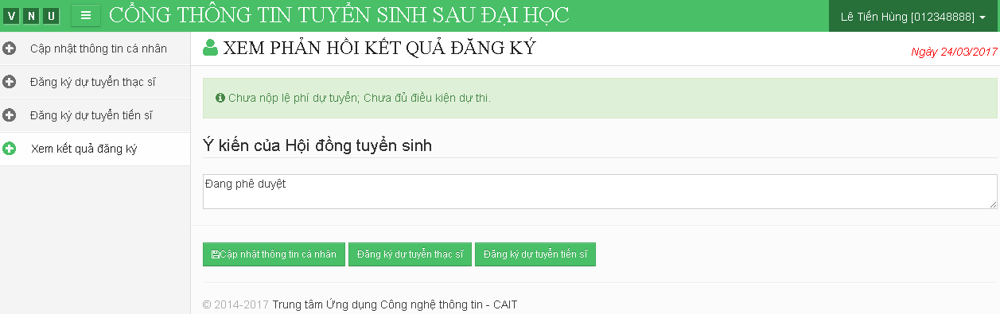 VNU CỔNG THÔNG TIN TUYỂN SINH SAU ĐẠI HỌC Lê Tiến Hùng [012348888]
Cập nhật thông tin cá nhân
Đăng ký dự tuyển thạc sĩ
Đăng ký dự tuyển tiến sĩ
Xem kết quả đăng ký
XEM PHẢN HỒI KẾT QUẢ ĐĂNG KÝ
Ngày 24/03/2017
Chưa nộp lệ phí dự tuyển; Chưa đủ điều kiện dự thi.
Ý kiến của Hội đồng tuyển sinh
Đang phê duyệt
Cập nhật thông tin cá nhân Đăng ký dự tuyển thạc sĩ Đăng ký dự tuyển tiến sĩ
© 2014-2017 Trung tâm Ứng dụng Công nghệ thông tin - CAIT